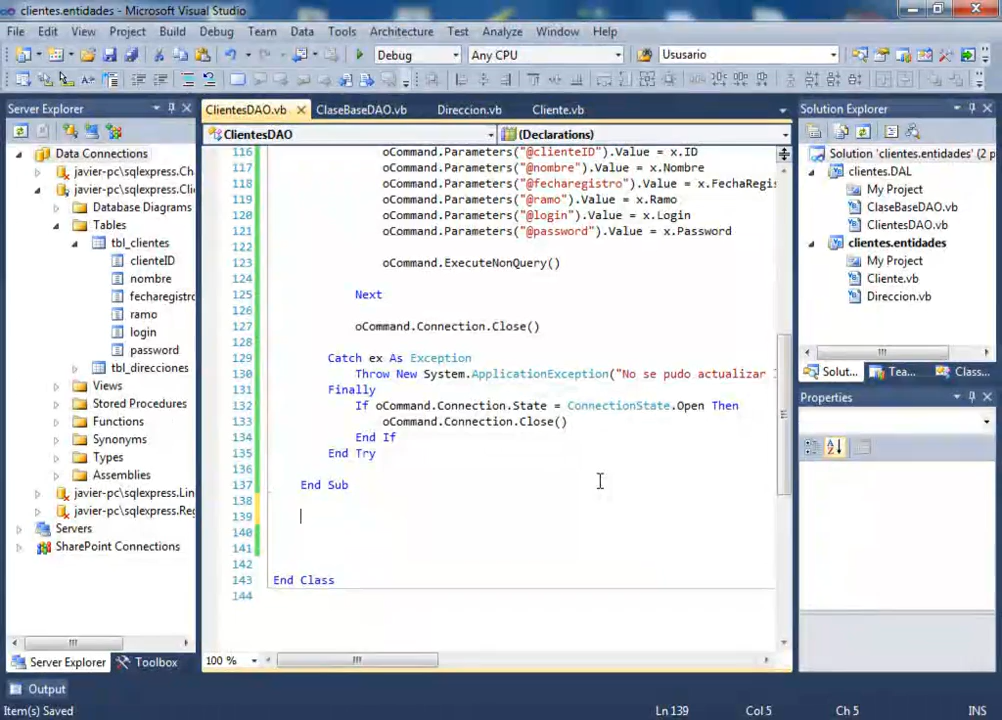 clientes.entidades - Microsoft Visual Studio
File Edit View Project Build Debug Team Data Tools Architecture Test Analyze Window Help
Debug Any CPU Ususario
Server Explorer
Data Connections
javier-pc\sqlexpress.Ch
javier-pc\sqlexpress.Clie
Database Diagrams
Tables
tbl_clientes
clienteID
nombre
fecharegistro
ramo
login
password
tbl_direcciones
Views
Stored Procedures
Functions
Synonyms
Types
Assemblies
javier-pc\sqlexpress.Lin
javier-pc\sqlexpress.Reg
Servers
SharePoint Connections
Server Explorer Toolbox
ClientesDAO.vb ClaseBaseDAO.vb Direccion.vb Cliente.vb
ClientesDAO (Declarations)
116 oCommand.Parameters("@clienteID").Value = x.ID
117 oCommand.Parameters("@nombre").Value = x.Nombre
118 oCommand.Parameters("@fecharegistro").Value = x.FechaRegis
119 oCommand.Parameters("@ramo").Value = x.Ramo
120 oCommand.Parameters("@login").Value = x.Login
121 oCommand.Parameters("@password").Value = x.Password
122
123 oCommand.ExecuteNonQuery()
124
125 Next
126
127 oCommand.Connection.Close()
128
129 Catch ex As Exception
130 Throw New System.ApplicationException("No se pudo actualizar
131 Finally
132 If oCommand.Connection.State = ConnectionState.Open Then
133 oCommand.Connection.Close()
134 End If
135 End Try
136
137 End Sub
138
139
140
141
142
143 End Class
144
100 %
Solution Explorer
Solution 'clientes.entidades' (2 p
clientes.DAL
My Project
ClaseBaseDAO.vb
ClientesDAO.vb
clientes.entidades
My Project
Cliente.vb
Direccion.vb
Solut... Tea... Class...
Properties
Output
Item(s) Saved Ln 139 Col 5 Ch 5 INS